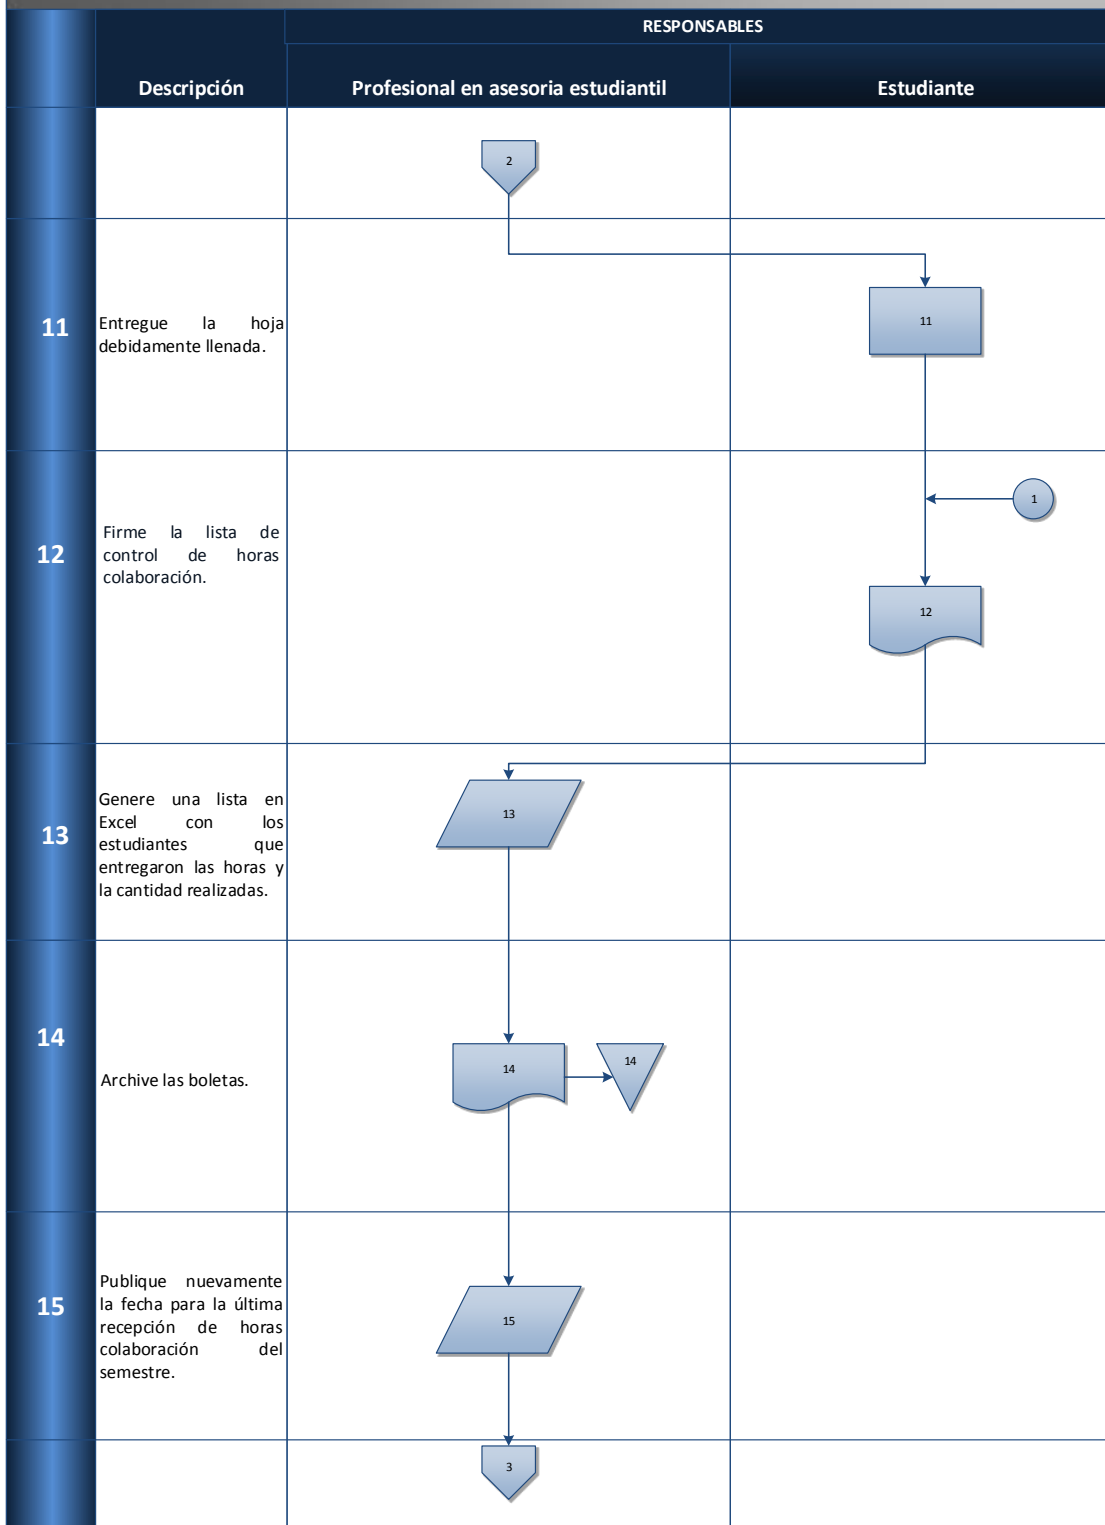 RESPONSABLES
Descripción
Profesional en asesoria estudiantil
Estudiante
2
11
Entregue la hoja
debidamente llenada.
11
12
Firme la lista de
control de horas
colaboración.
1
12
13
Genere una lista en
Excel con los
estudiantes que
entregaron las horas y
la cantidad realizadas.
13
14
Archive las boletas.
14
14
15
Publique nuevamente
la fecha para la última
recepción de horas
colaboración del
semestre.
15
3